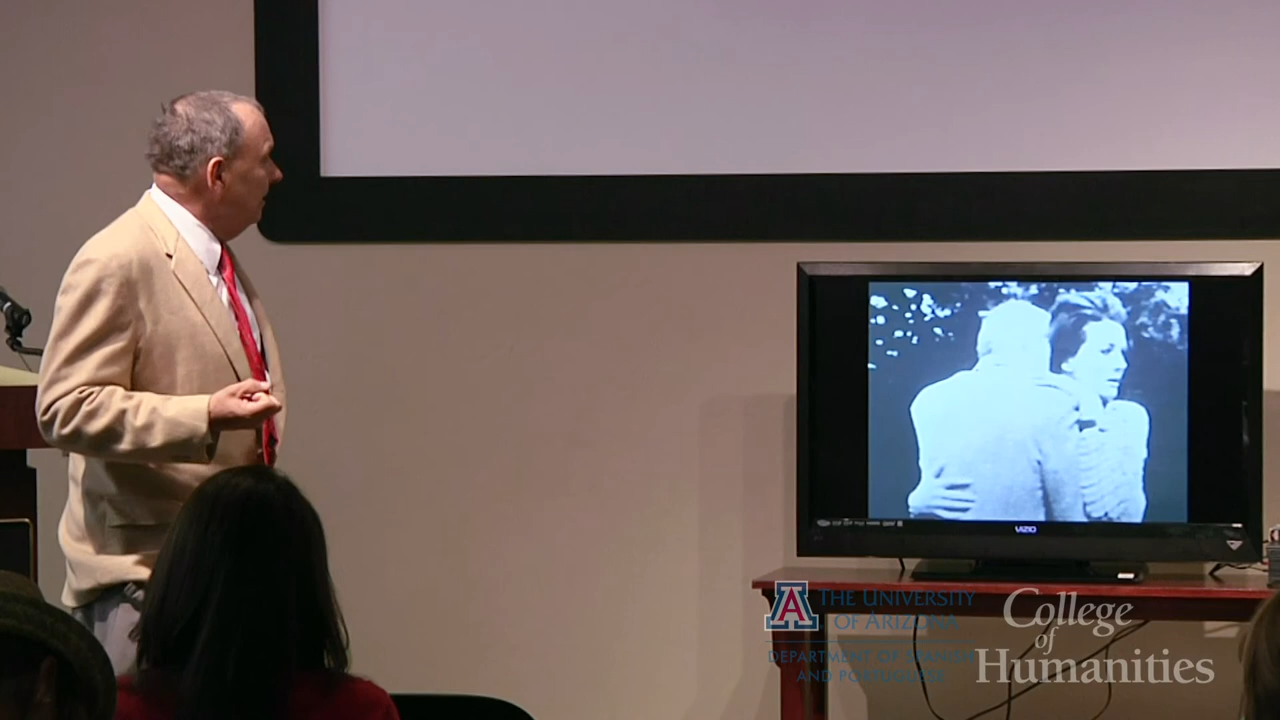 VIZIO
THE UNIVERSITY
OF ARIZONA
DEPARTMENT OF SPANISH
AND PORTUGUESE
College
of
Humanities